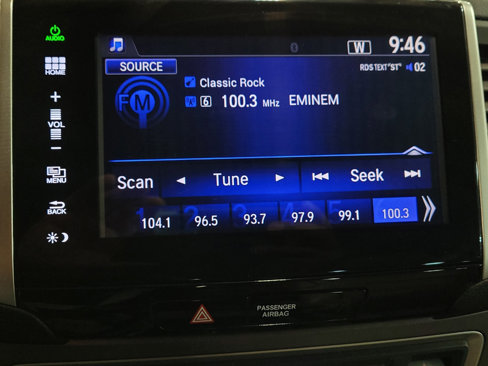 AUDIO
W 9:46
HOME
SOURCE
RDS TEXT "ST" 02
Classic Rock
FM
6 100.3 MHz EMINEM
+
VOL
−
Scan Tune Seek
MENU
BACK
104.1 96.5 93.7 97.9 99.1 100.3
PASSENGER
AIRBAG